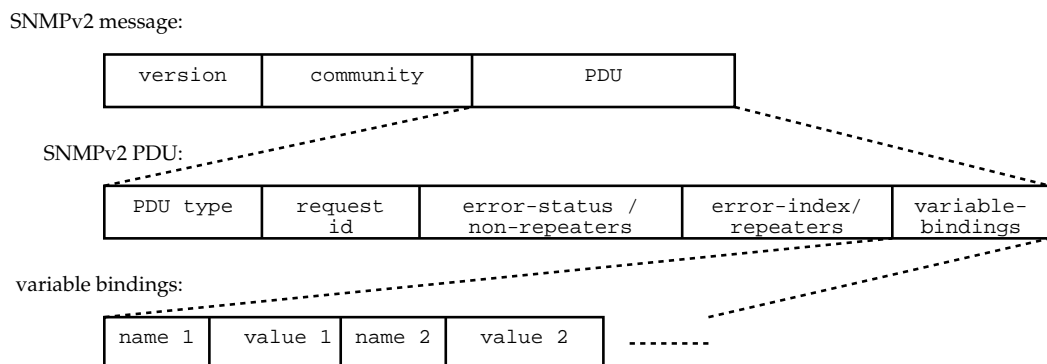 SNMPv2 message:
version community PDU
SNMPv2 PDU:
PDU type request id error-status / non-repeaters error-index/ repeaters variable- bindings
variable bindings:
name 1 value 1 name 2 value 2